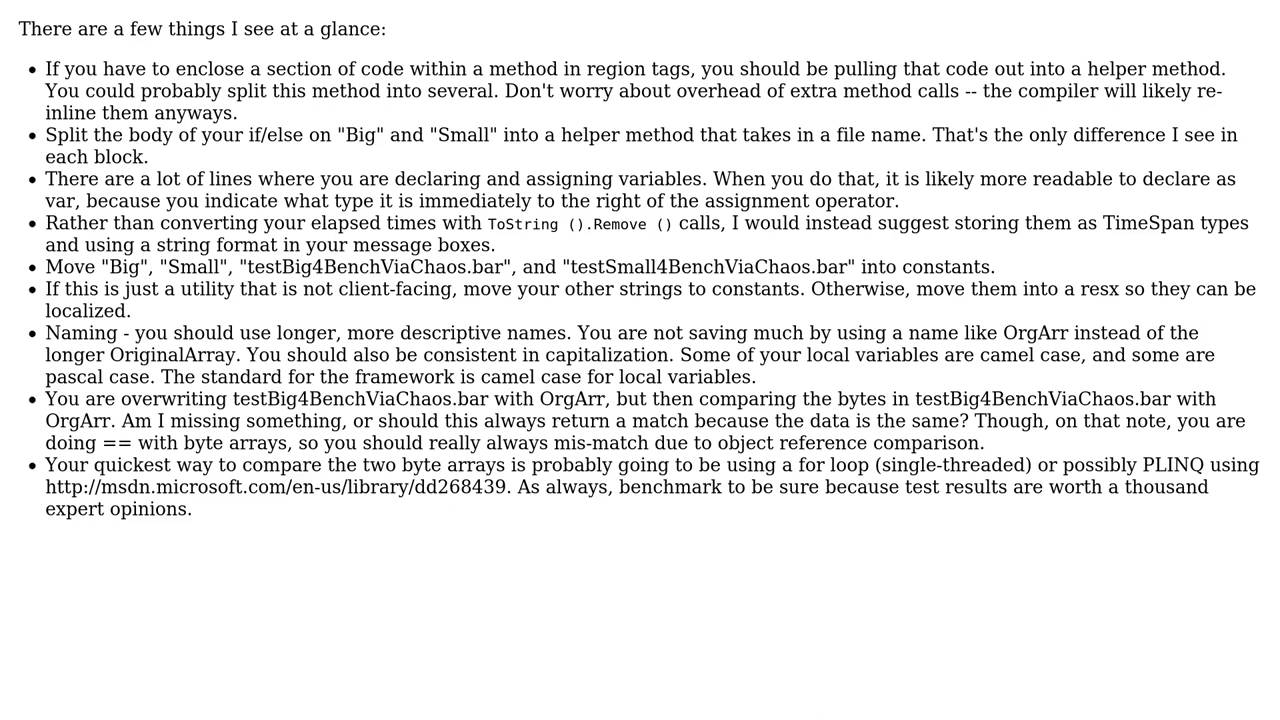 There are a few things I see at a glance:
• If you have to enclose a section of code within a method in region tags, you should be pulling that code out into a helper method.
You could probably split this method into several. Don't worry about overhead of extra method calls -- the compiler will likely re-
inline them anyways.
• Split the body of your if/else on "Big" and "Small" into a helper method that takes in a file name. That's the only difference I see in
each block.
• There are a lot of lines where you are declaring and assigning variables. When you do that, it is likely more readable to declare as
var, because you indicate what type it is immediately to the right of the assignment operator.
• Rather than converting your elapsed times with ToString ().Remove () calls, I would instead suggest storing them as TimeSpan types
and using a string format in your message boxes.
• Move "Big", "Small", "testBig4BenchViaChaos.bar", and "testSmall4BenchViaChaos.bar" into constants.
• If this is just a utility that is not client-facing, move your other strings to constants. Otherwise, move them into a resx so they can be
localized.
• Naming - you should use longer, more descriptive names. You are not saving much by using a name like OrgArr instead of the
longer OriginalArray. You should also be consistent in capitalization. Some of your local variables are camel case, and some are
pascal case. The standard for the framework is camel case for local variables.
• You are overwriting testBig4BenchViaChaos.bar with OrgArr, but then comparing the bytes in testBig4BenchViaChaos.bar with
OrgArr. Am I missing something, or should this always return a match because the data is the same? Though, on that note, you are
doing == with byte arrays, so you should really always mis-match due to object reference comparison.
• Your quickest way to compare the two byte arrays is probably going to be using a for loop (single-threaded) or possibly PLINQ using
http://msdn.microsoft.com/en-us/library/dd268439. As always, benchmark to be sure because test results are worth a thousand
expert opinions.